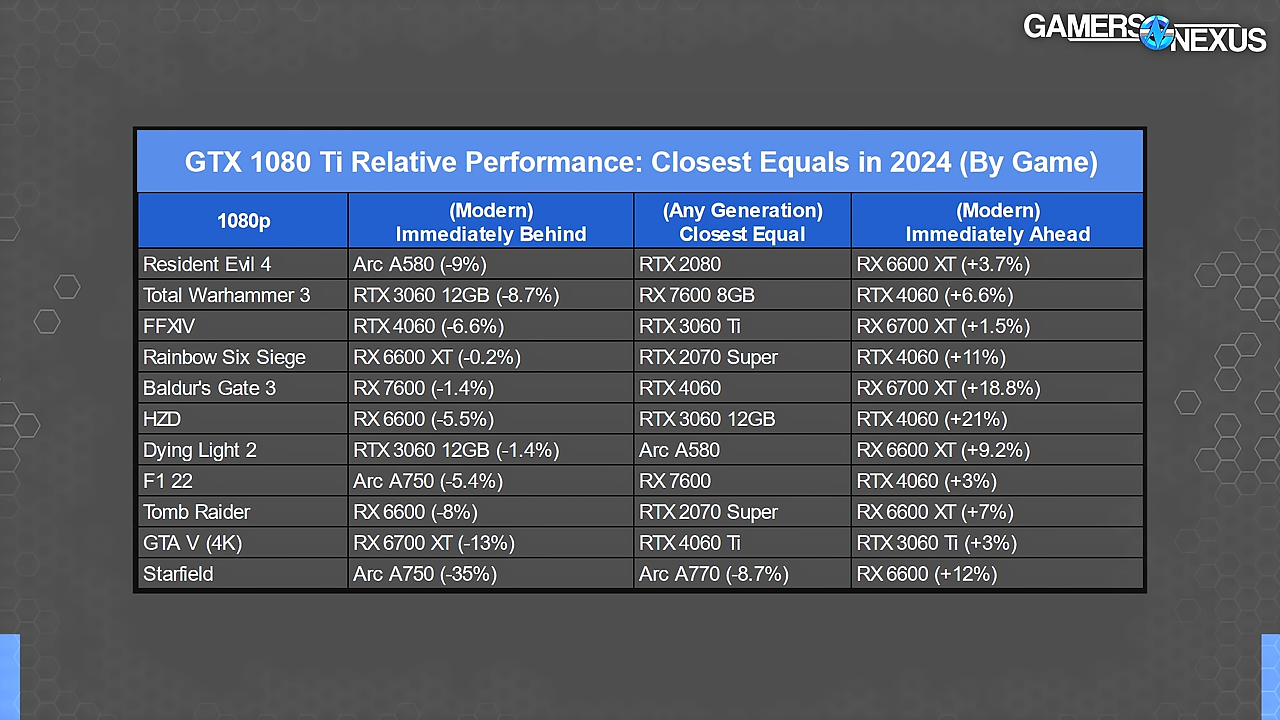 GAMERS NEXUS
GTX 1080 Ti Relative Performance: Closest Equals in 2024 (By Game)
1080p (Modern) Immediately Behind (Any Generation) Closest Equal (Modern) Immediately Ahead
Resident Evil 4 Arc A580 (-9%) RTX 2080 RX 6600 XT (+3.7%)
Total Warhammer 3 RTX 3060 12GB (-8.7%) RX 7600 8GB RTX 4060 (+6.6%)
FFXIV RTX 4060 (-6.6%) RTX 3060 Ti RX 6700 XT (+1.5%)
Rainbow Six Siege RX 6600 XT (-0.2%) RTX 2070 Super RTX 4060 (+11%)
Baldur's Gate 3 RX 7600 (-1.4%) RTX 4060 RX 6700 XT (+18.8%)
HZD RX 6600 (-5.5%) RTX 3060 12GB RTX 4060 (+21%)
Dying Light 2 RTX 3060 12GB (-1.4%) Arc A580 RX 6600 XT (+9.2%)
F1 22 Arc A750 (-5.4%) RX 7600 RTX 4060 (+3%)
Tomb Raider RX 6600 (-8%) RTX 2070 Super RX 6600 XT (+7%)
GTA V (4K) RX 6700 XT (-13%) RTX 4060 Ti RTX 3060 Ti (+3%)
Starfield Arc A750 (-35%) Arc A770 (-8.7%) RX 6600 (+12%)